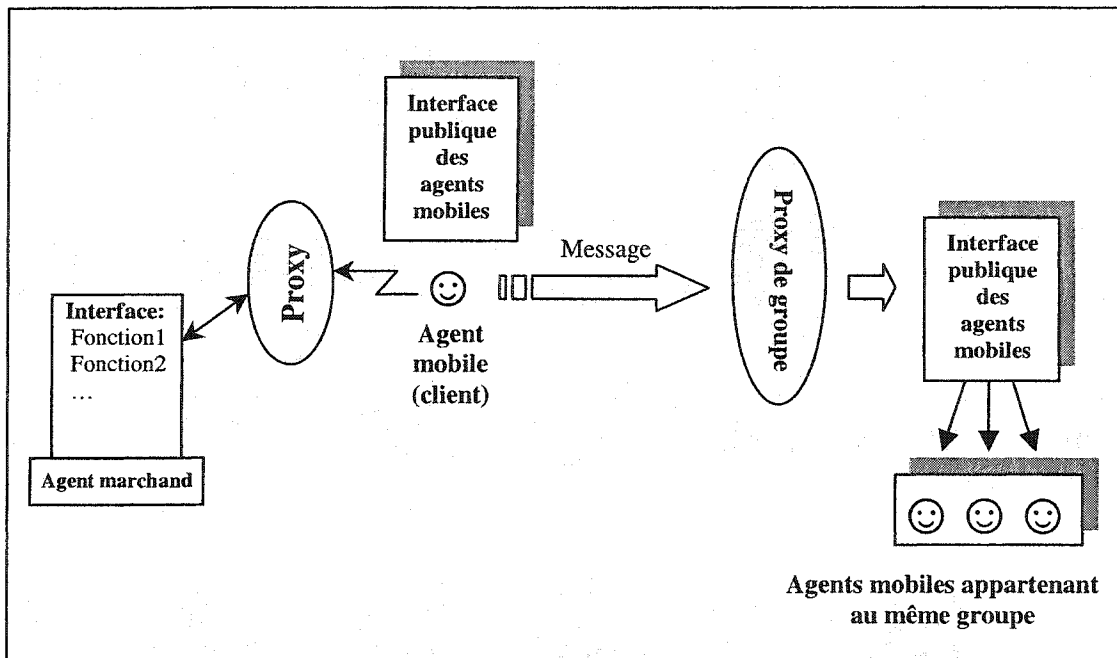 Interface
publique
des
agents
mobiles
Proxy
Interface:
Fonction1
Fonction2
...
Agent marchand
Agent
mobile
(client)
Message
Proxy de groupe
Interface
publique
des
agents
mobiles
Agents mobiles appartenant
au même groupe